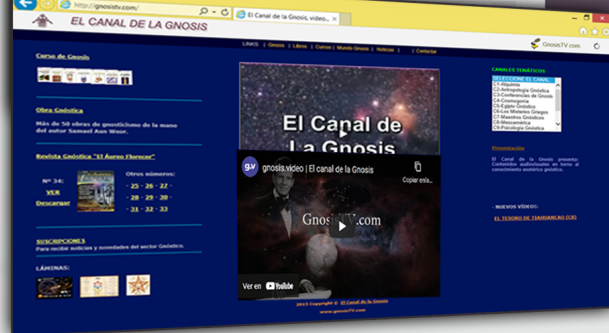 http://gnosistv.com
El Canal de la Gnosis, video...
EL CANAL DE LA GNOSIS
GnosisTV.com
LINKS: | Gnosis | Libros | Cursos | Mundo Gnosis | Noticias | | Contactar
Curso de Gnosis
Obra Gnóstica
Más de 50 obras de gnosticismo de la mano
del autor Samael Aun Weor.
Revista Gnóstica "El Áureo Florecer"
Nº 34:
VER
Descargar
Otros números:
- 25 - 26 - 27 -
- 28 - 29 - 30 -
- 31 - 32 - 33
SUSCRIPCIONES
Para recibir noticias y novedades del sector Gnóstico.
LÁMINAS:
El Canal de
La Gnosis
gv
gnosis.video | El canal de la Gnosis
Copiar enla...
GnosisTV.com
Ver en YouTube
2015 Copyright © El Canal de la Gnosis
www.gnosisTV.com
CANALES TEMÁTICOS
SELECCIONE EL CANAL
C1-Alquimia
C2-Antropología Gnóstica
C3-Conferencias de Gnosis
C4-Cosmogonía
C5-Egipto Gnóstico
C6-Los Misterios Griegos
C7-Maestros Gnósticos
C8-Mesoamérica
C9-Psicología Gnóstica
Presentación
El Canal de la Gnosis presenta:
Contenidos audiovisuales en torno al
conocimiento esotérico gnóstico.
- NUEVOS VÍDEOS:
EL TESORO DE TIAHUANCAO (C8)